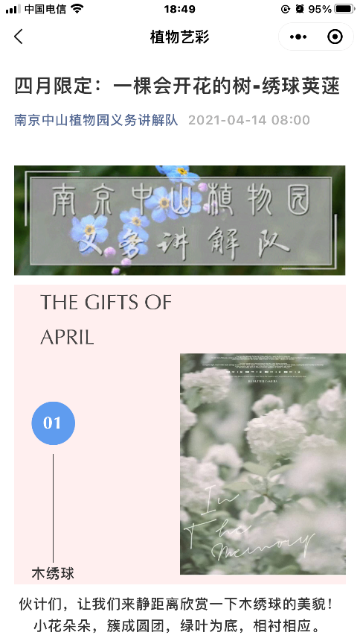 中国电信
18:49
95%
植物艺彩
四月限定：一棵会开花的树-绣球荚蒾
南京中山植物园义务讲解队 2021-04-14 08:00
南京中山植物园
义务讲解队
THE GIFTS OF
APRIL
01
In
The
Memory
木绣球
伙计们，让我们来静距离欣赏一下木绣球的美貌！
小花朵朵，簇成圆团，绿叶为底，相衬相应。